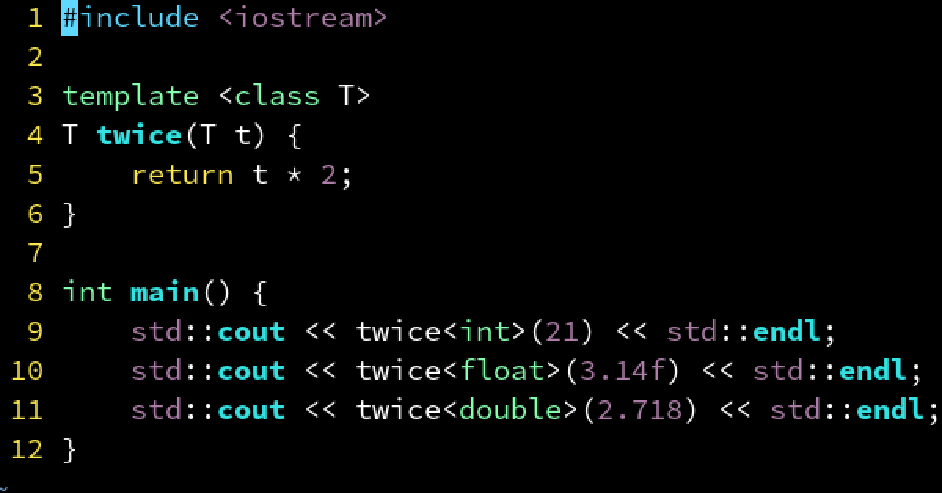 1 #include <iostream>
2
3 template <class T>
4 T twice(T t) {
5     return t * 2;
6 }
7
8 int main() {
9     std::cout << twice<int>(21) << std::endl;
10     std::cout << twice<float>(3.14f) << std::endl;
11     std::cout << twice<double>(2.718) << std::endl;
12 }
~